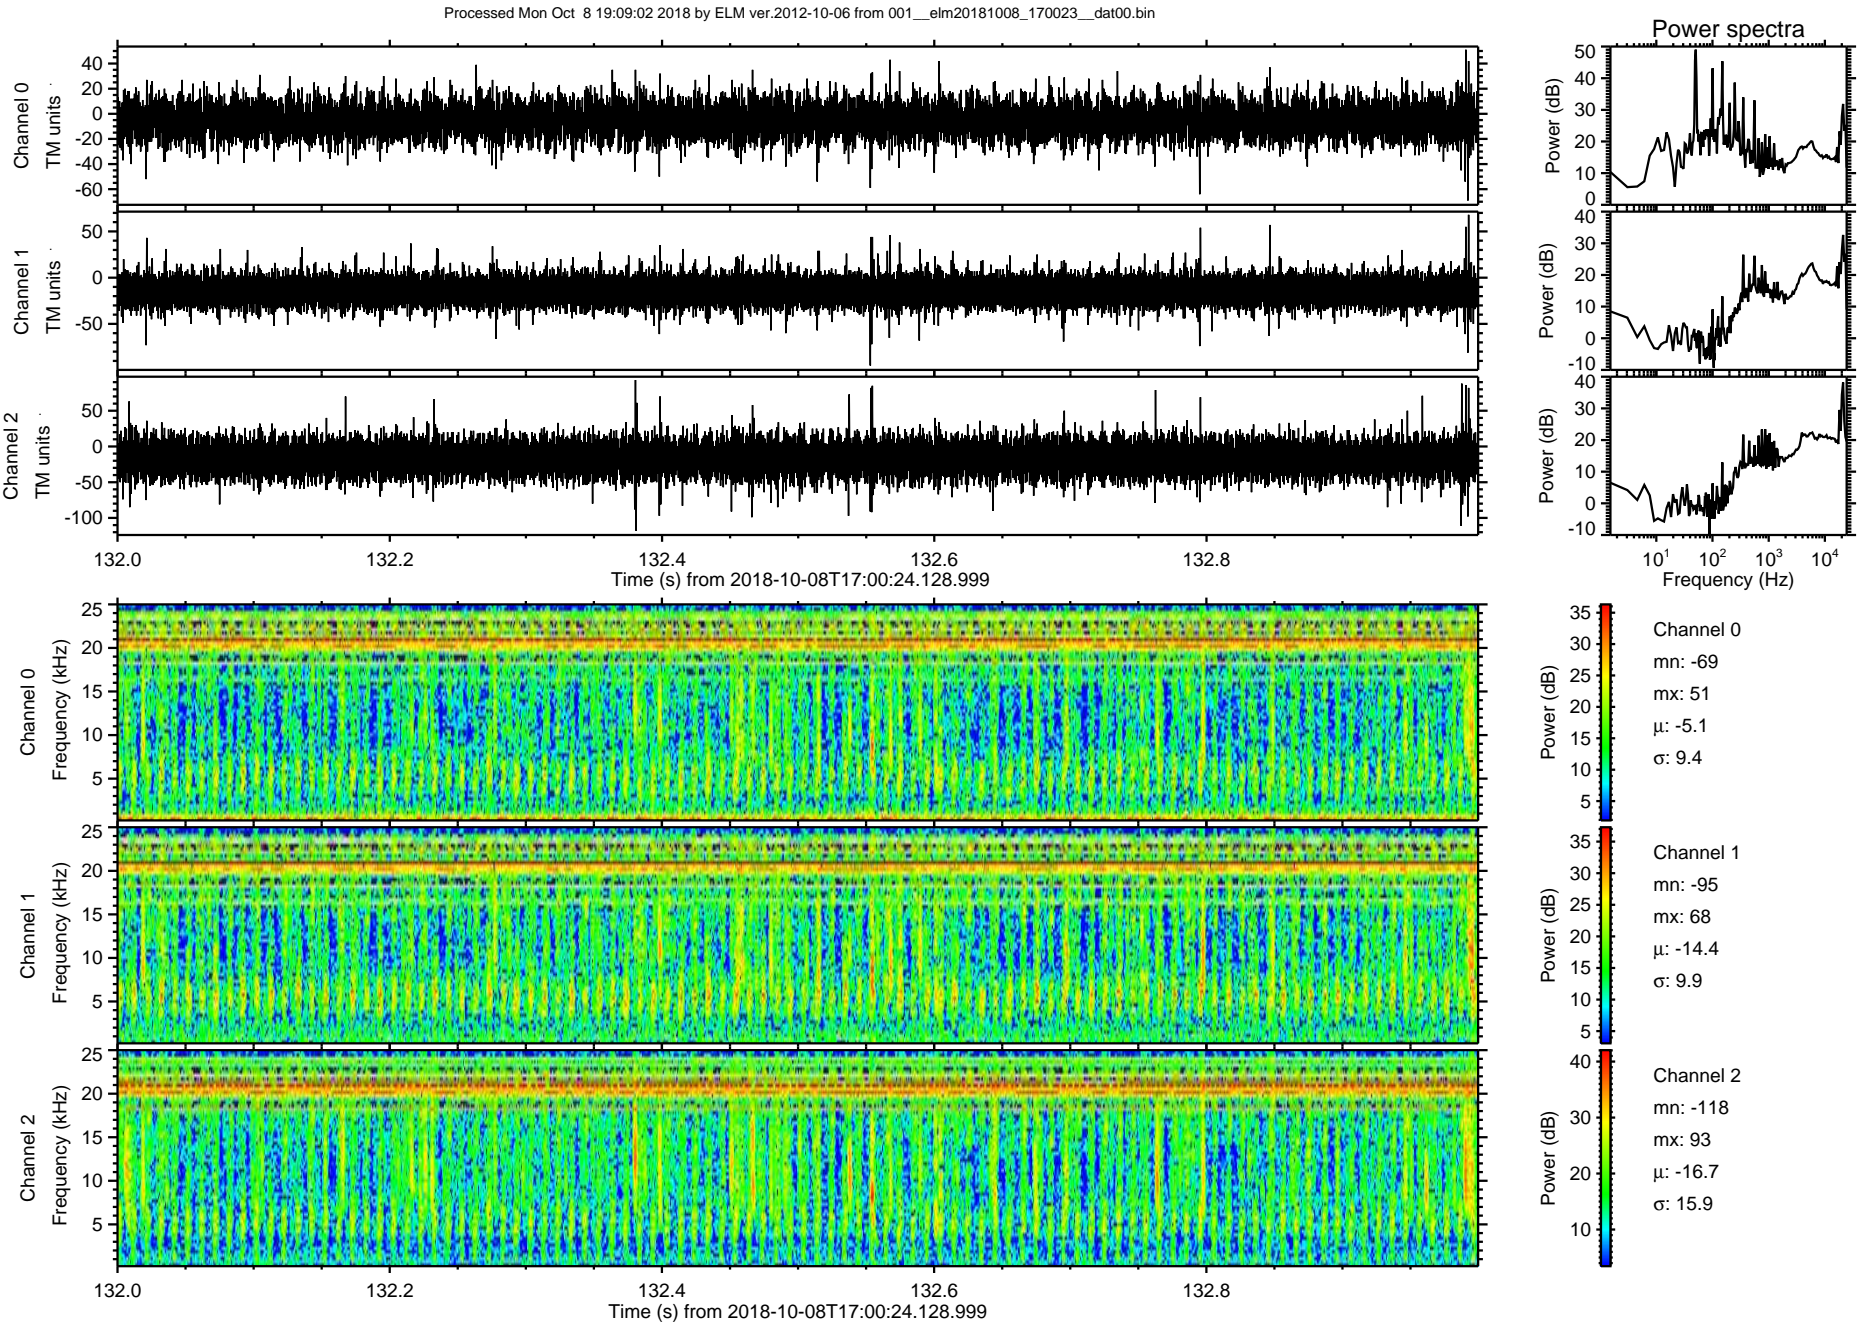 Processed Mon Oct 8 19:09:02 2018 by ELM ver.2012-10-06 from 001__elm20181008_170023__dat00.bin
Power spectra
Channel 0
TM units
40
20
0
-20
-40
-60
Power (dB)
50
40
30
20
10
0
Channel 1
TM units
50
0
-50
Power (dB)
40
30
20
10
0
-10
Channel 2
TM units
50
0
-50
-100
Power (dB)
40
30
20
10
0
-10
132.0 132.2 132.4 132.6 132.8
Time (s) from 2018-10-08T17:00:24.128.999
10^1 10^2 10^3 10^4
Frequency (Hz)
Channel 0
Frequency (kHz)
25
20
15
10
5
Power (dB)
35
30
25
20
15
10
5
Channel 0
mn: -69
mx: 51
μ: -5.1
σ: 9.4
Channel 1
Frequency (kHz)
25
20
15
10
5
Power (dB)
35
30
25
20
15
10
5
Channel 1
mn: -95
mx: 68
μ: -14.4
σ: 9.9
Channel 2
Frequency (kHz)
25
20
15
10
5
Power (dB)
40
30
20
10
Channel 2
mn: -118
mx: 93
μ: -16.7
σ: 15.9
132.0 132.2 132.4 132.6 132.8
Time (s) from 2018-10-08T17:00:24.128.999